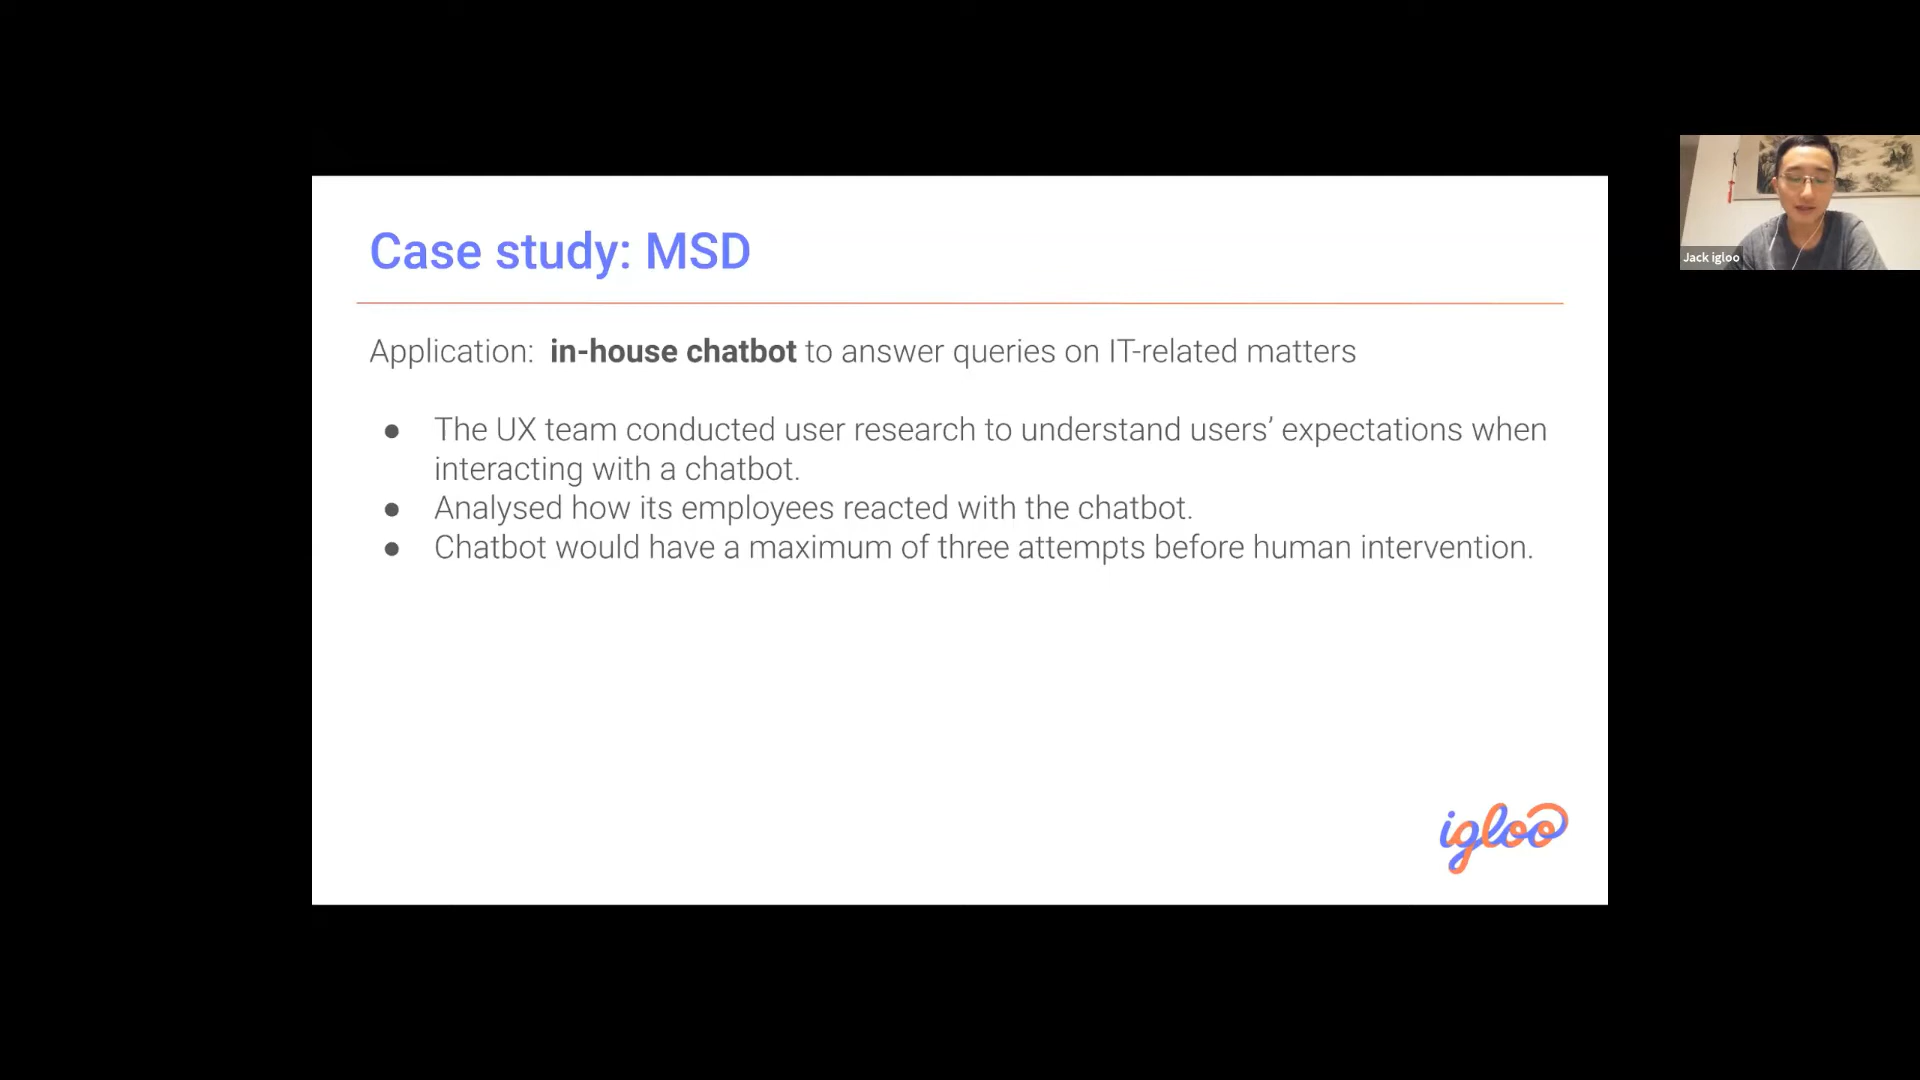 Case study: MSD
Application: in-house chatbot to answer queries on IT-related matters
● The UX team conducted user research to understand users’ expectations when
interacting with a chatbot.
● Analysed how its employees reacted with the chatbot.
● Chatbot would have a maximum of three attempts before human intervention.
igloo
Jack igloo